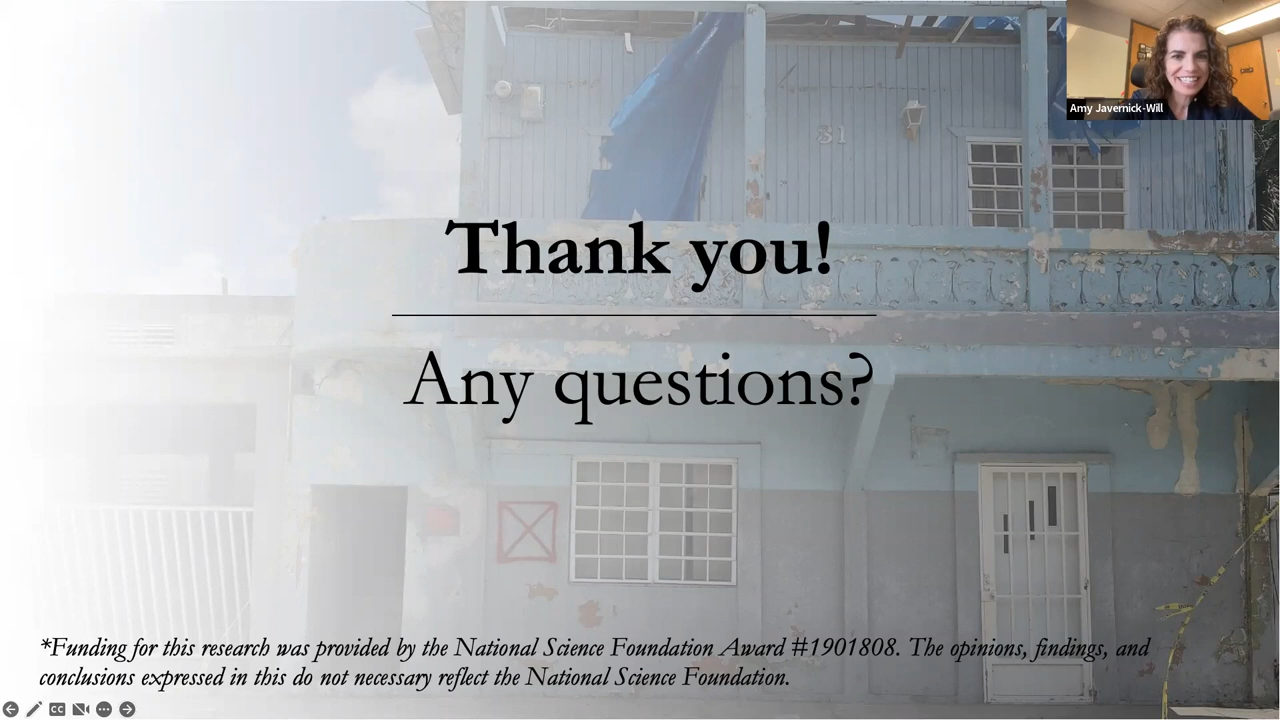 Amy Javernick-Will
31
Thank you!
Any questions?
*Funding for this research was provided by the National Science Foundation Award #1901808. The opinions, findings, and
conclusions expressed in this do not necessary reflect the National Science Foundation.
CC